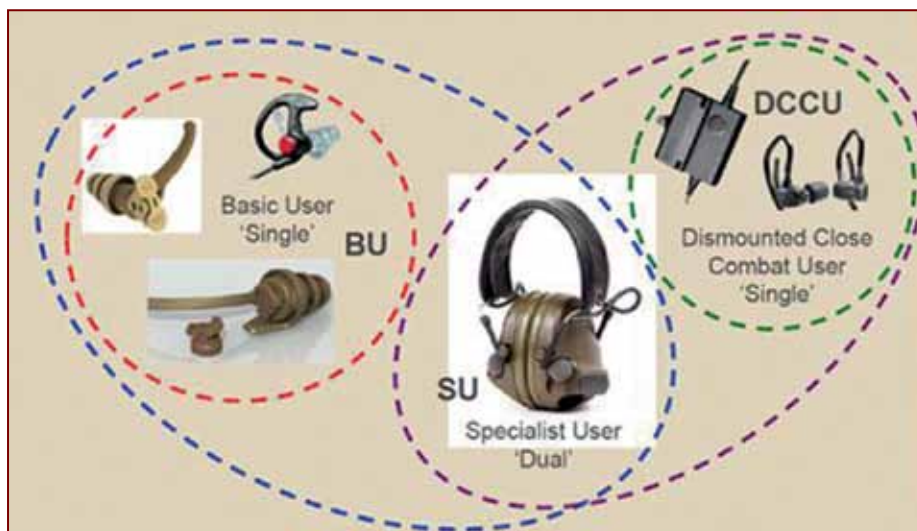 Basic User
'Single'
BU
DCCU
Dismounted Close
Combat User
'Single'
SU
Specialist User
'Dual'